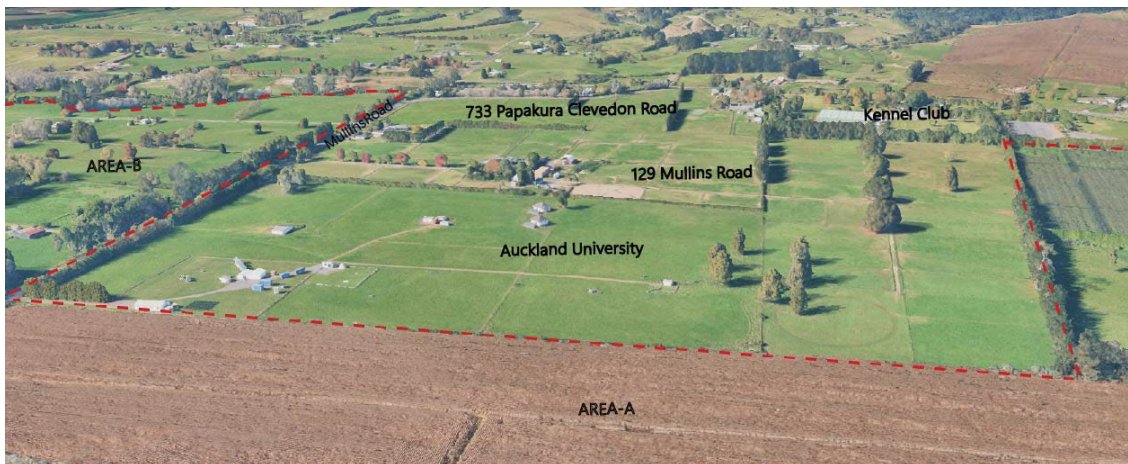 733 Papakura Clevedon Road
Kennel Club
MullinsRoad
AREA-B
129 Mullins Road
Auckland University
AREA-A